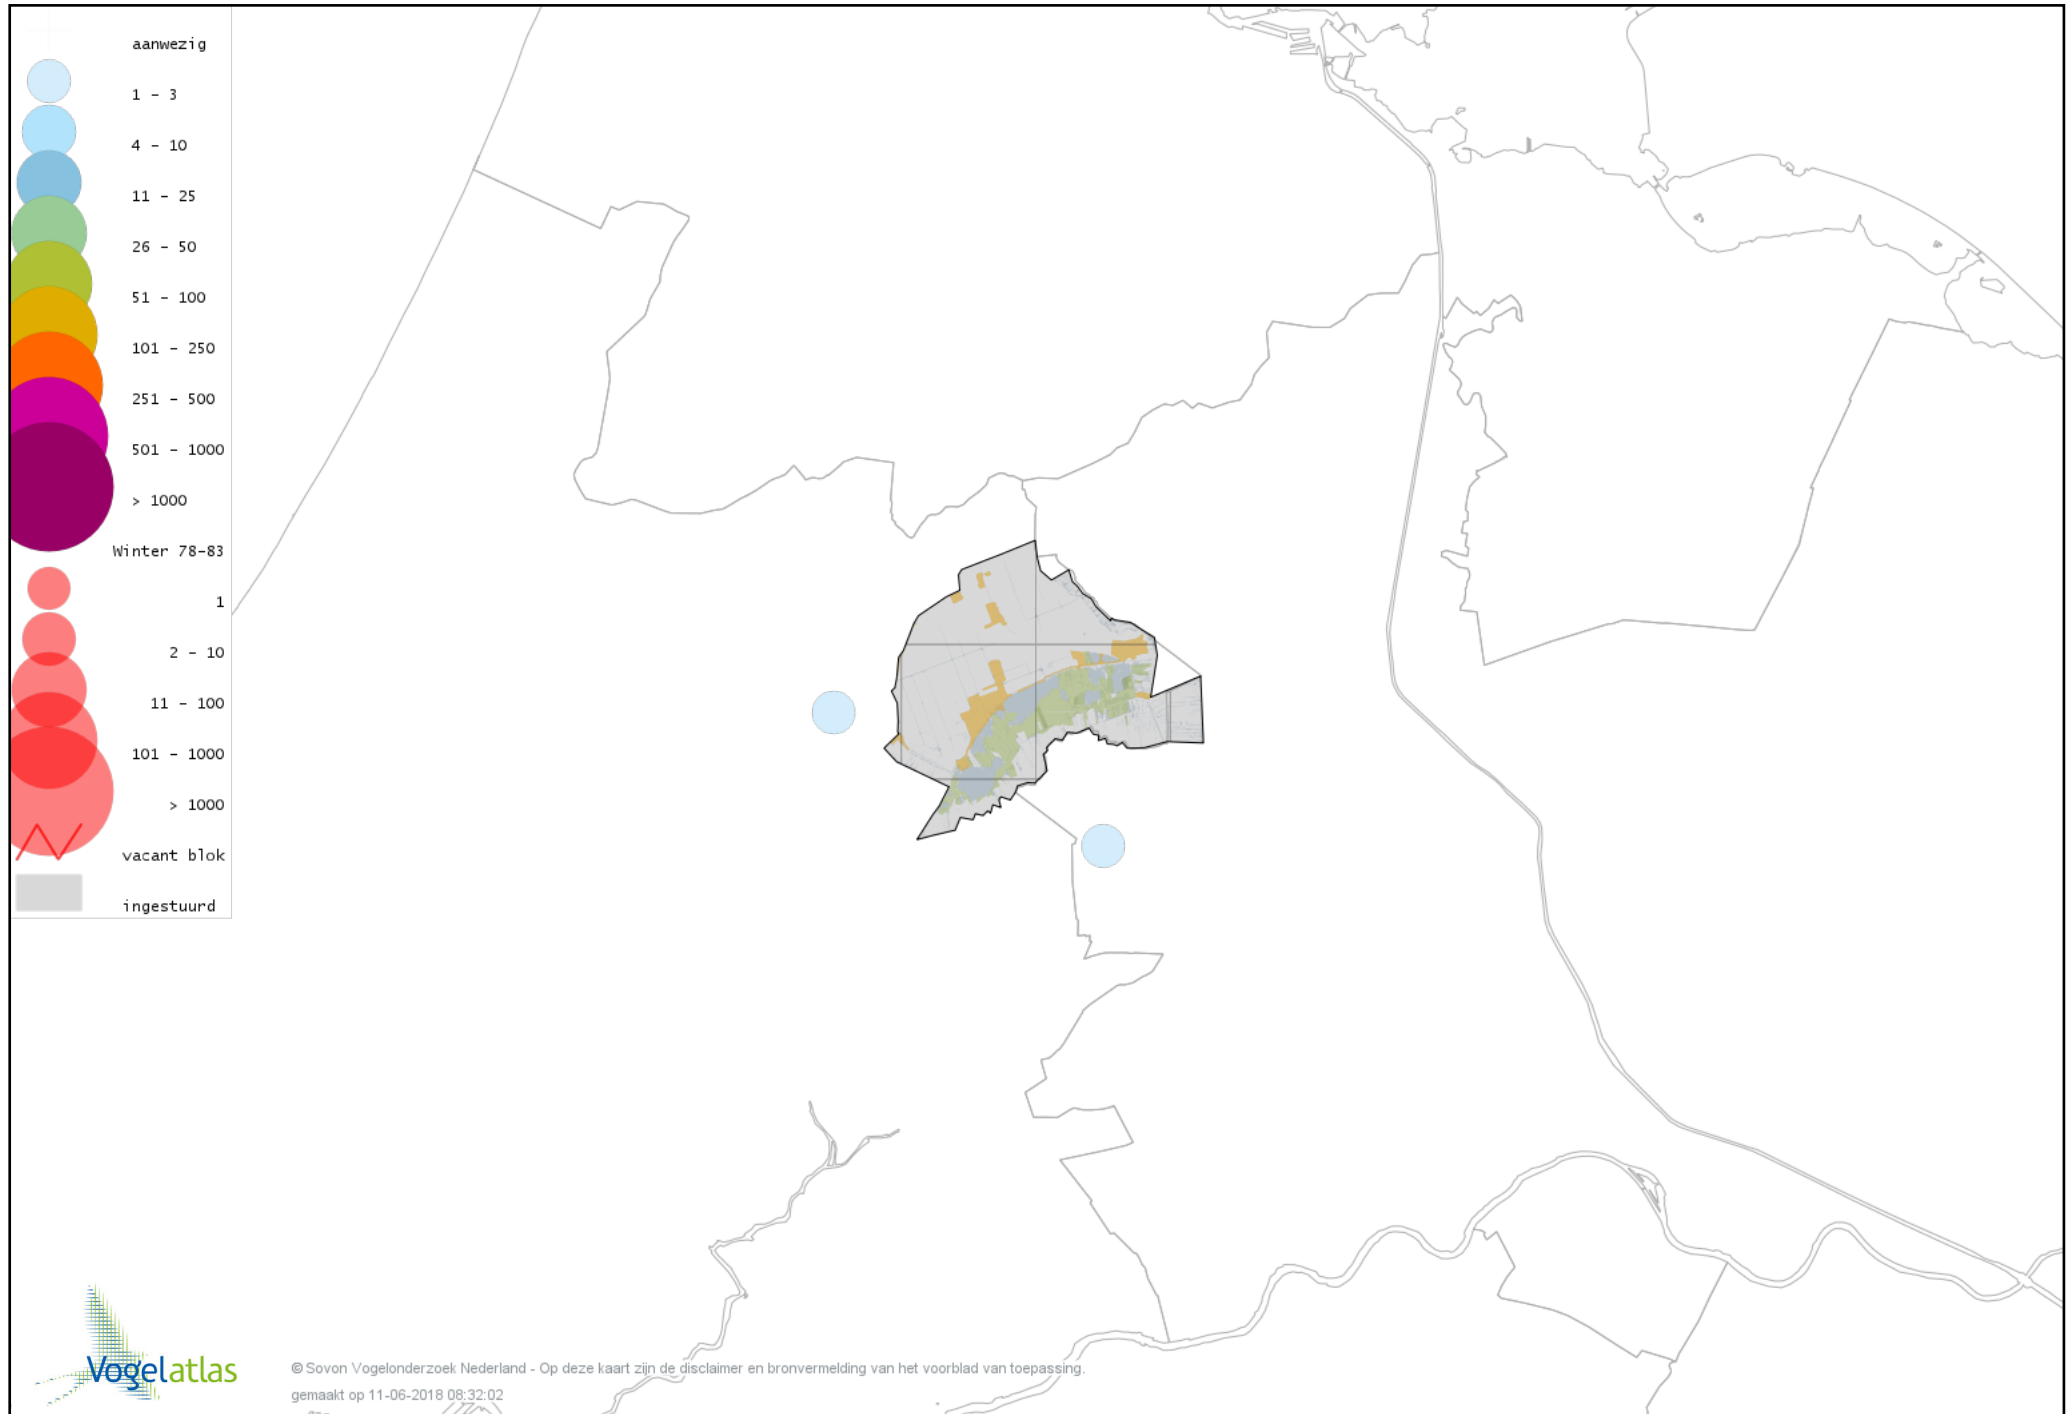 aanwezig
1 - 3
4 - 10
11 - 25
26 - 50
51 - 100
101 - 250
251 - 500
501 - 1000
> 1000
Winter 78-83
1
2 - 10
11 - 100
101 - 1000
> 1000
vacant blok
ingestuurd
Vogelatlas
© Sovon Vogelonderzoek Nederland - Op deze kaart zijn de disclaimer en bronvermelding van het voorblad van toepassing.
gemaakt op 11-06-2018 08:32:02